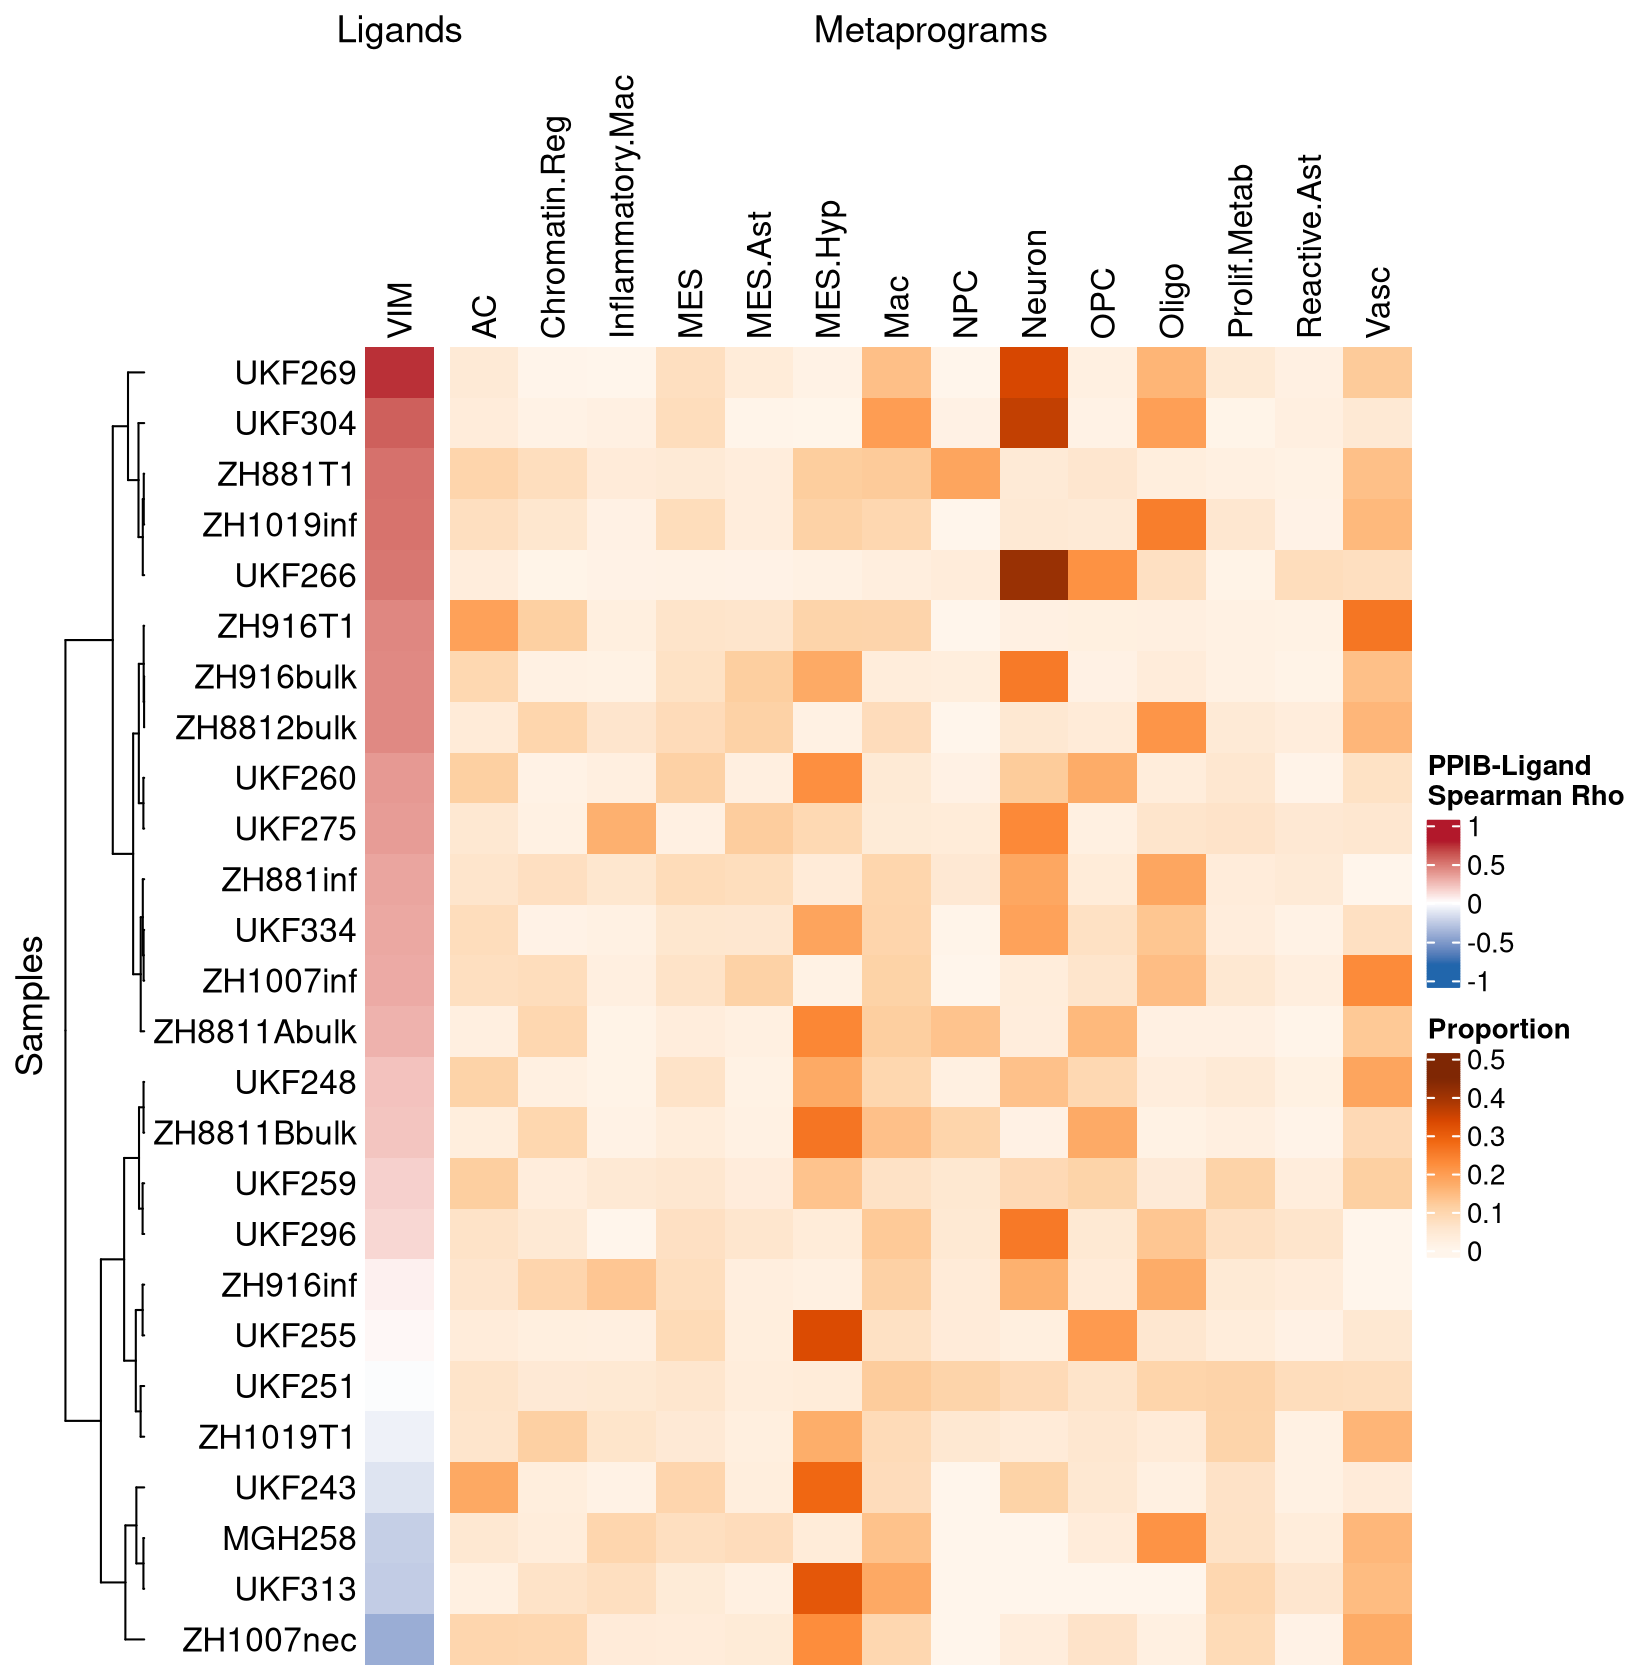 Ligands
Metaprograms
VIM
AC
Chromatin.Reg
Inflammatory.Mac
MES
MES.Ast
MES.Hyp
Mac
NPC
Neuron
OPC
Oligo
Prolif.Metab
Reactive.Ast
Vasc
Samples
UKF269
UKF304
ZH881T1
ZH1019inf
UKF266
ZH916T1
ZH916bulk
ZH8812bulk
UKF260
UKF275
ZH881inf
UKF334
ZH1007inf
ZH8811Abulk
UKF248
ZH8811Bbulk
UKF259
UKF296
ZH916inf
UKF255
UKF251
ZH1019T1
UKF243
MGH258
UKF313
ZH1007nec
PPIB-Ligand
Spearman Rho
1
0.5
0
-0.5
-1
Proportion
0.5
0.4
0.3
0.2
0.1
0